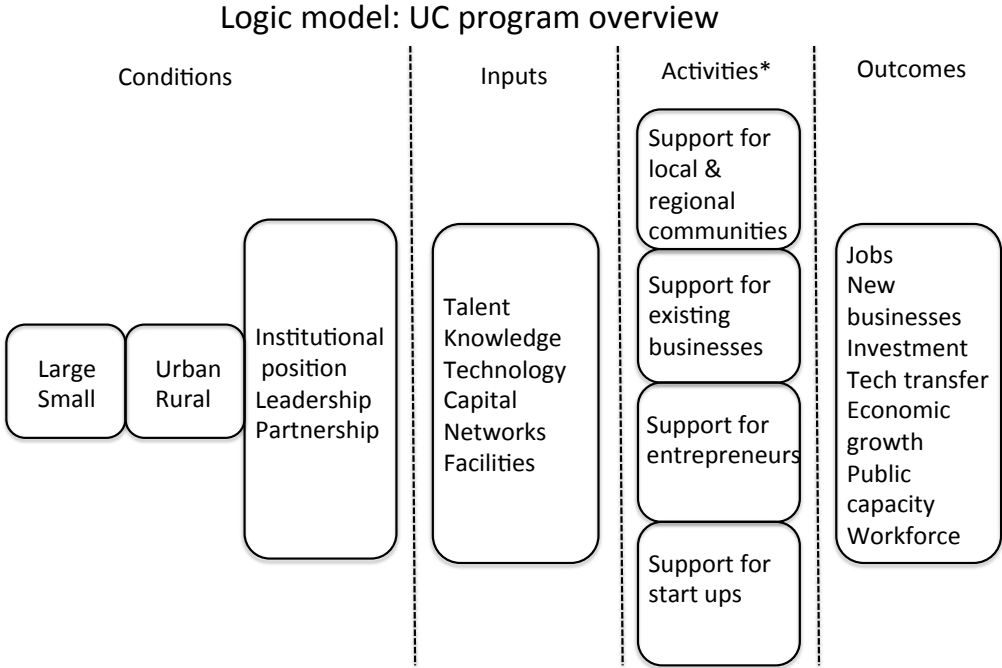 Logic model: UC program overview
Conditions
Inputs
Activities*
Outcomes
Large
Small
Urban
Rural
Institutional
position
Leadership
Partnership
Talent
Knowledge
Technology
Capital
Networks
Facilities
Support for
local &
regional
communities
Support for
existing
businesses
Support for
entrepreneurs
Support for
start ups
Jobs
New
businesses
Investment
Tech transfer
Economic
growth
Public
capacity
Workforce